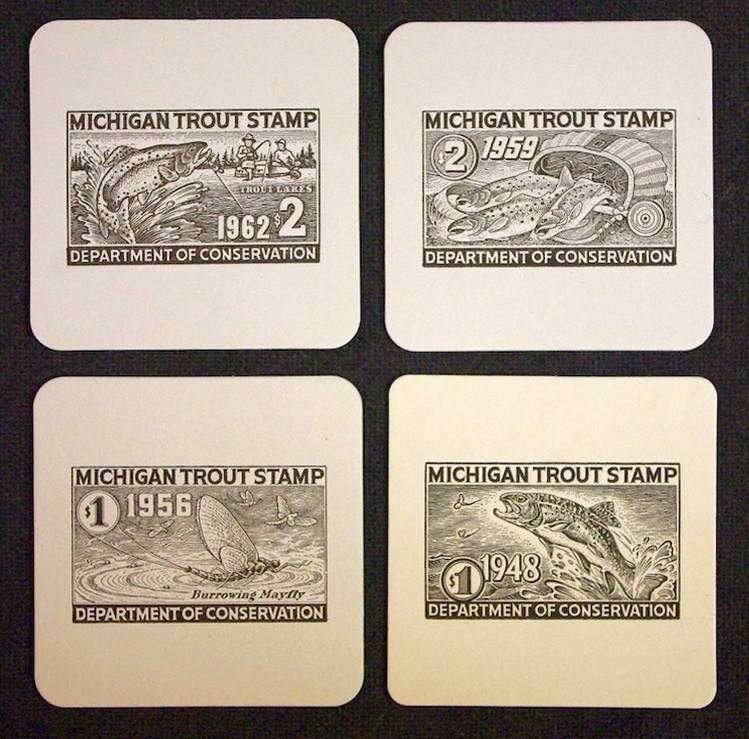 MICHIGAN TROUT STAMP
TROUT LAKES
1962 $2
DEPARTMENT OF CONSERVATION
MICHIGAN TROUT STAMP
$2 1959
DEPARTMENT OF CONSERVATION
MICHIGAN TROUT STAMP
$1 1956
Burrowing Mayfly
DEPARTMENT OF CONSERVATION
MICHIGAN TROUT STAMP
$1 1948
DEPARTMENT OF CONSERVATION